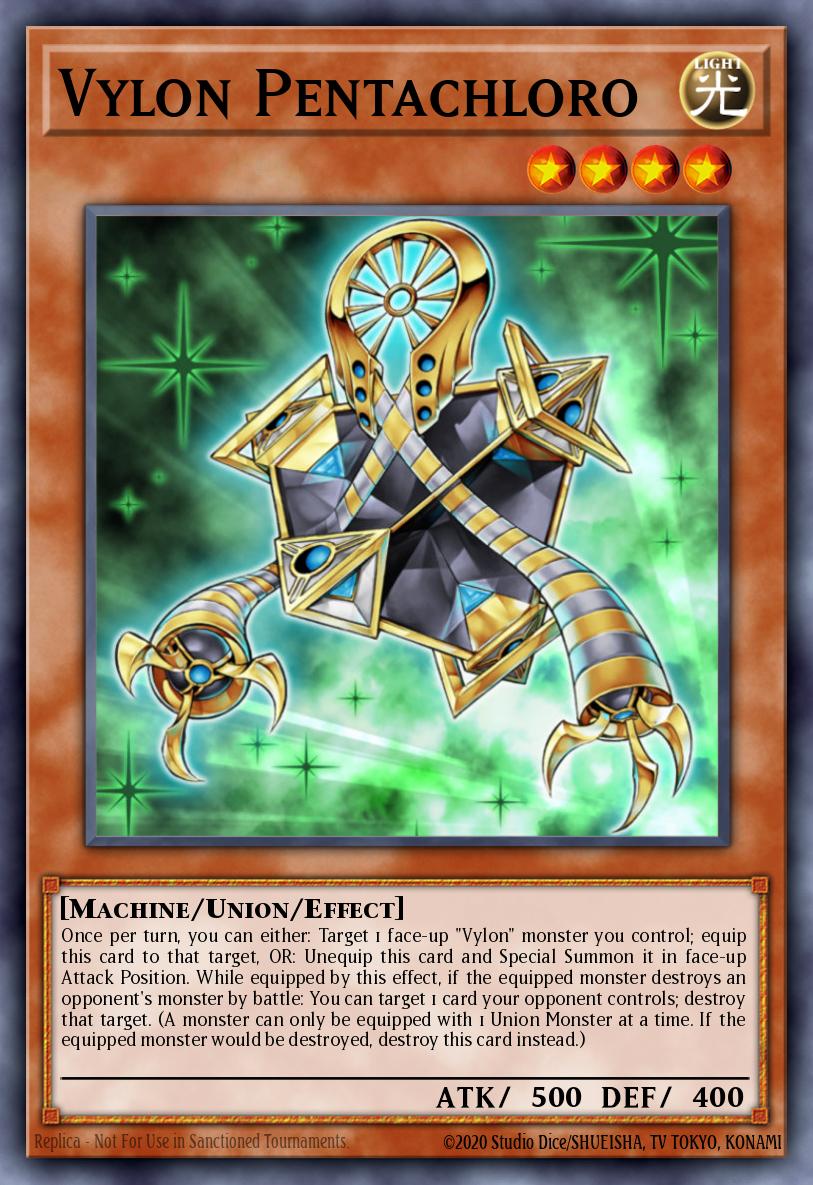 Vylon Pentachloro
LIGHT
光
[Machine/Union/Effect]
Once per turn, you can either: Target 1 face-up "Vylon" monster you control; equip
this card to that target, OR: Unequip this card and Special Summon it in face-up
Attack Position. While equipped by this effect, if the equipped monster destroys an
opponent's monster by battle: You can target 1 card your opponent controls; destroy
that target. (A monster can only be equipped with 1 Union Monster at a time. If the
equipped monster would be destroyed, destroy this card instead.)
ATK/ 500 DEF/ 400
Replica - Not For Use in Sanctioned Tournaments.
©2020 Studio Dice/SHUEISHA, TV TOKYO, KONAMI